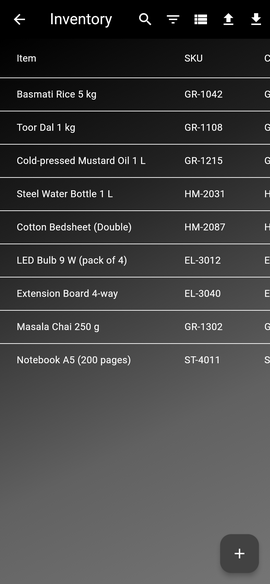 Inventory
Item SKU C
Basmati Rice 5 kg GR-1042 G
Toor Dal 1 kg GR-1108 G
Cold-pressed Mustard Oil 1 L GR-1215 G
Steel Water Bottle 1 L HM-2031 H
Cotton Bedsheet (Double) HM-2087 H
LED Bulb 9 W (pack of 4) EL-3012 E
Extension Board 4-way EL-3040 E
Masala Chai 250 g GR-1302 G
Notebook A5 (200 pages) ST-4011 S